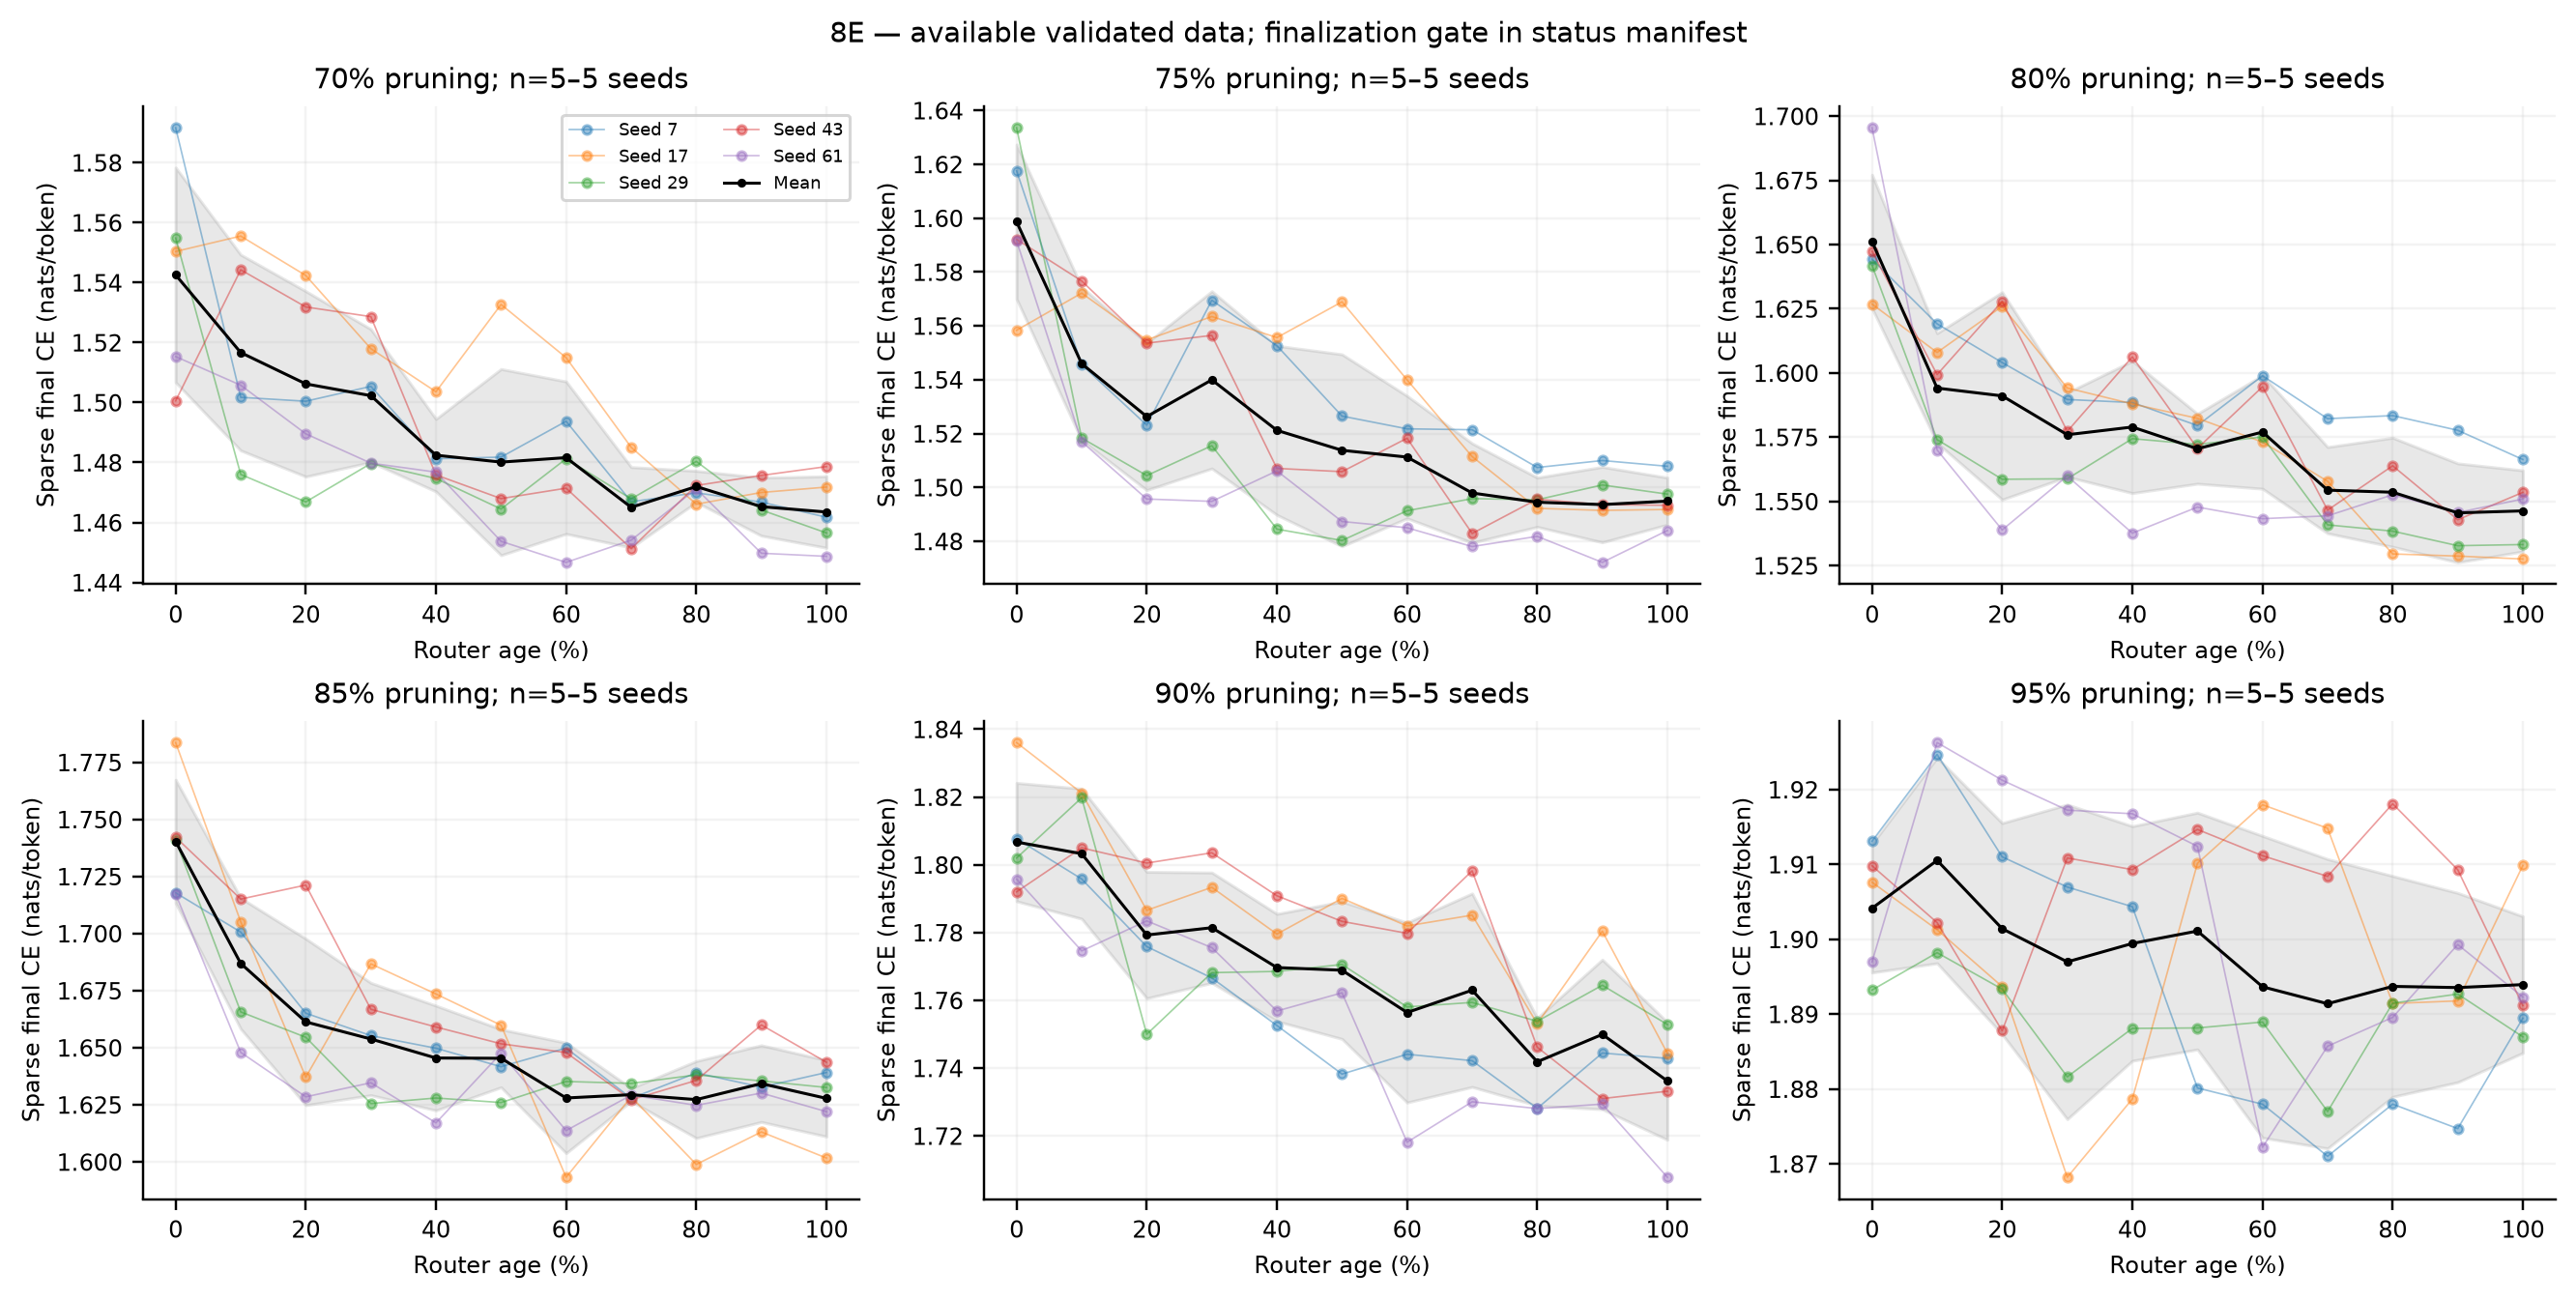 8E — available validated data; finalization gate in status manifest
70% pruning; n=5–5 seeds
Sparse final CE (nats/token)
1.58
1.56
1.54
1.52
1.50
1.48
1.46
1.44
Seed 7
Seed 17
Seed 29
Seed 43
Seed 61
Mean
0 20 40 60 80 100
Router age (%)
75% pruning; n=5–5 seeds
Sparse final CE (nats/token)
1.64
1.62
1.60
1.58
1.56
1.54
1.52
1.50
1.48
0 20 40 60 80 100
Router age (%)
80% pruning; n=5–5 seeds
Sparse final CE (nats/token)
1.700
1.675
1.650
1.625
1.600
1.575
1.550
1.525
0 20 40 60 80 100
Router age (%)
85% pruning; n=5–5 seeds
Sparse final CE (nats/token)
1.775
1.750
1.725
1.700
1.675
1.650
1.625
1.600
0 20 40 60 80 100
Router age (%)
90% pruning; n=5–5 seeds
Sparse final CE (nats/token)
1.84
1.82
1.80
1.78
1.76
1.74
1.72
0 20 40 60 80 100
Router age (%)
95% pruning; n=5–5 seeds
Sparse final CE (nats/token)
1.92
1.91
1.90
1.89
1.88
1.87
0 20 40 60 80 100
Router age (%)